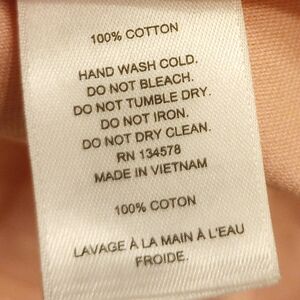 100% COTTON
HAND WASH COLD.
DO NOT BLEACH.
DO NOT TUMBLE DRY.
DO NOT IRON.
DO NOT DRY CLEAN.
RN 134578
MADE IN VIETNAM
100% COTON
LAVAGE À LA MAIN À L'EAU
FROIDE.